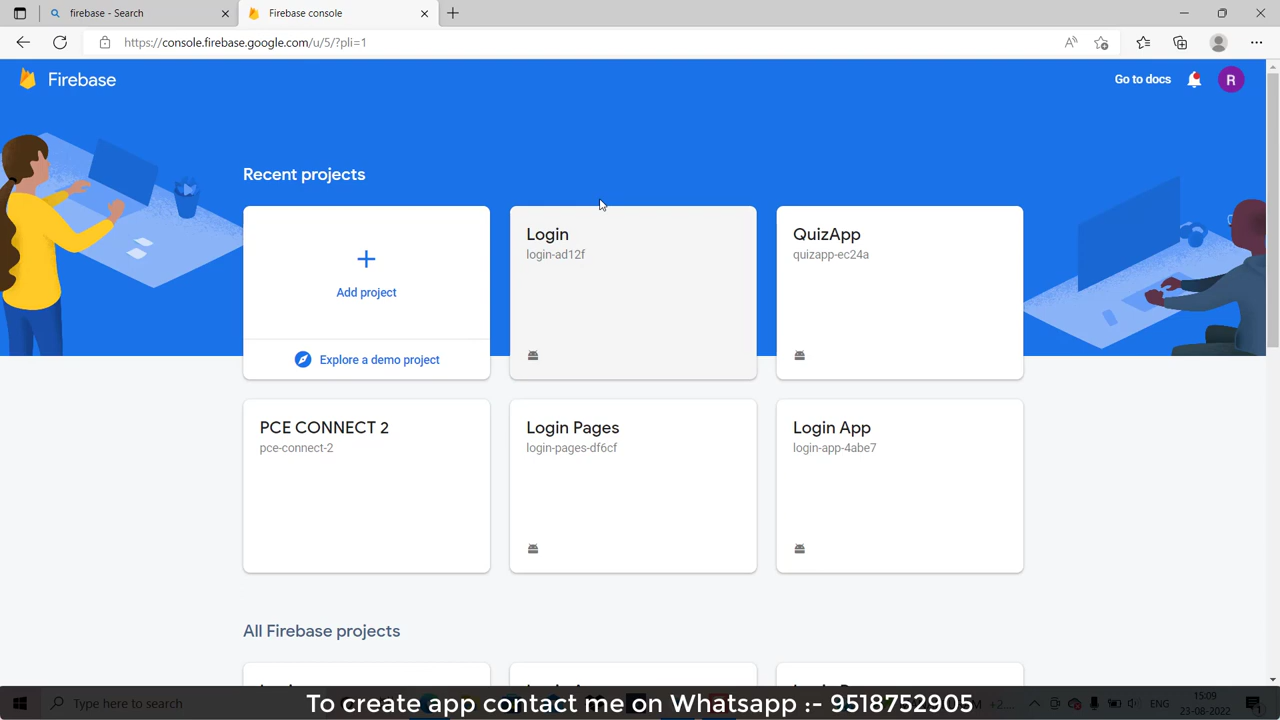 firebase - Search
Firebase console
https://console.firebase.google.com/u/5/?pli=1
Firebase
Go to docs
R
Recent projects
Add project
Explore a demo project
Login
login-ad12f
QuizApp
quizapp-ec24a
PCE CONNECT 2
pce-connect-2
Login Pages
login-pages-df6cf
Login App
login-app-4abe7
All Firebase projects
Type here to search
To create app contact me on Whatsapp :- 9518752905
ENG
15:09
23-08-2022